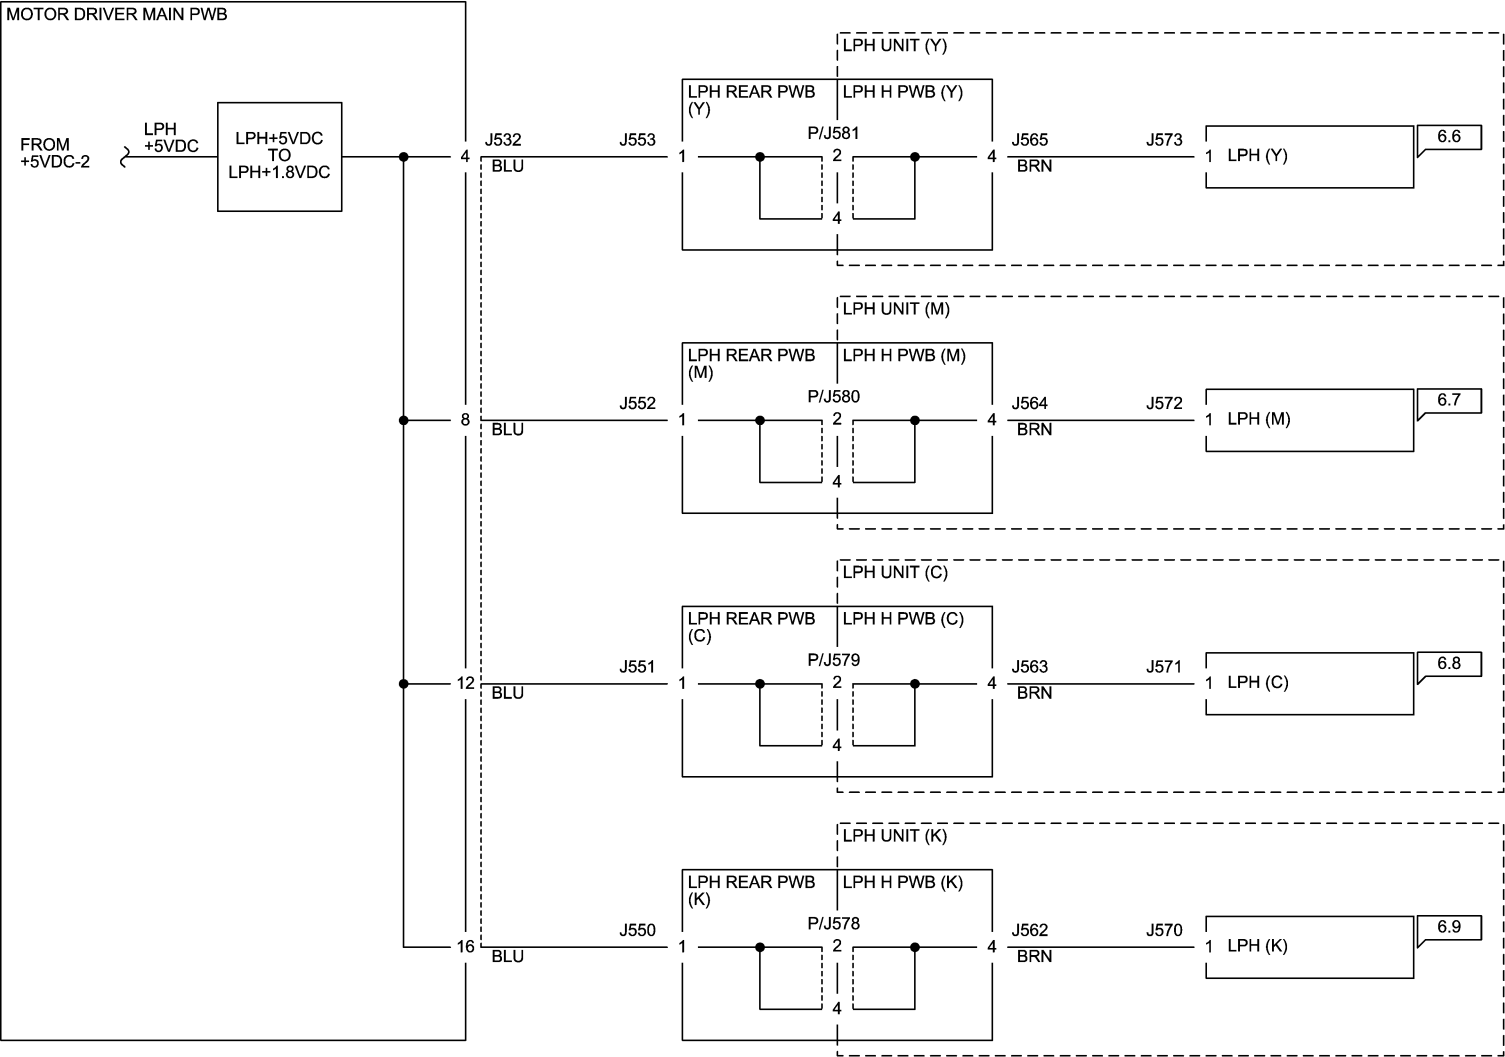 MOTOR DRIVER MAIN PWB
FROM
+5VDC-2
LPH
+5VDC
LPH+5VDC
TO
LPH+1.8VDC
LPH UNIT (Y)
LPH REAR PWB
(Y)
LPH H PWB (Y)
P/J581
4
J532
BLU
J553
1
2
4
4
J565
BRN
J573
1
LPH (Y)
6.6
LPH UNIT (M)
LPH REAR PWB
(M)
LPH H PWB (M)
P/J580
8
BLU
J552
1
2
4
4
J564
BRN
J572
1
LPH (M)
6.7
LPH UNIT (C)
LPH REAR PWB
(C)
LPH H PWB (C)
P/J579
12
BLU
J551
1
2
4
4
J563
BRN
J571
1
LPH (C)
6.8
LPH UNIT (K)
LPH REAR PWB
(K)
LPH H PWB (K)
P/J578
16
BLU
J550
1
2
4
4
J562
BRN
J570
1
LPH (K)
6.9